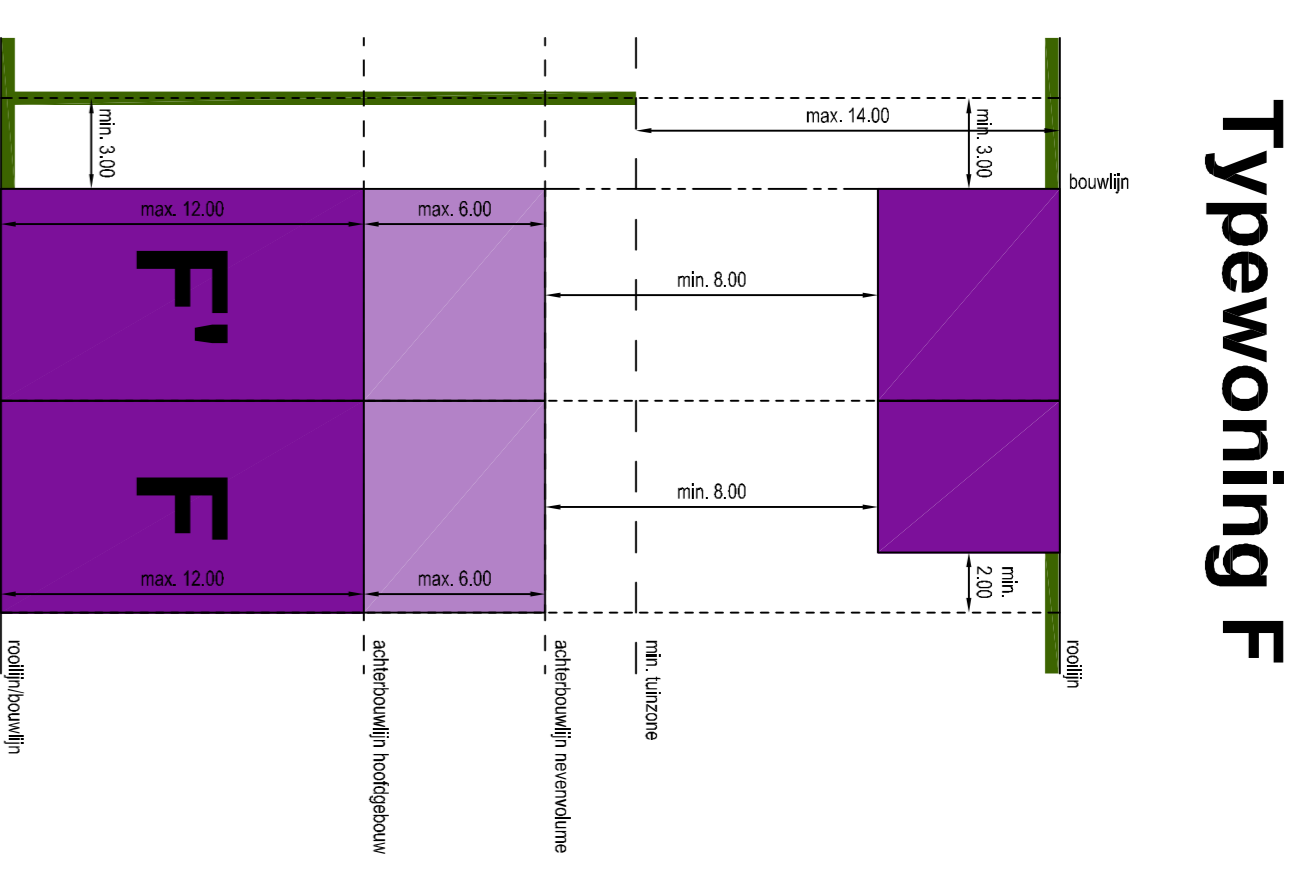 Typewoning F
max. 14.00
min. 3.00
min. 3.00
bouwlijn
max. 12.00
max. 6.00
F'
min. 8.00
F
min. 8.00
max. 12.00
max. 6.00
min.
2.00
rooilijn/bouwlijn
achterbouwlijn hoofdgebouw
achterbouwlijn nevenvolume
min. tuinzone
rooilijn